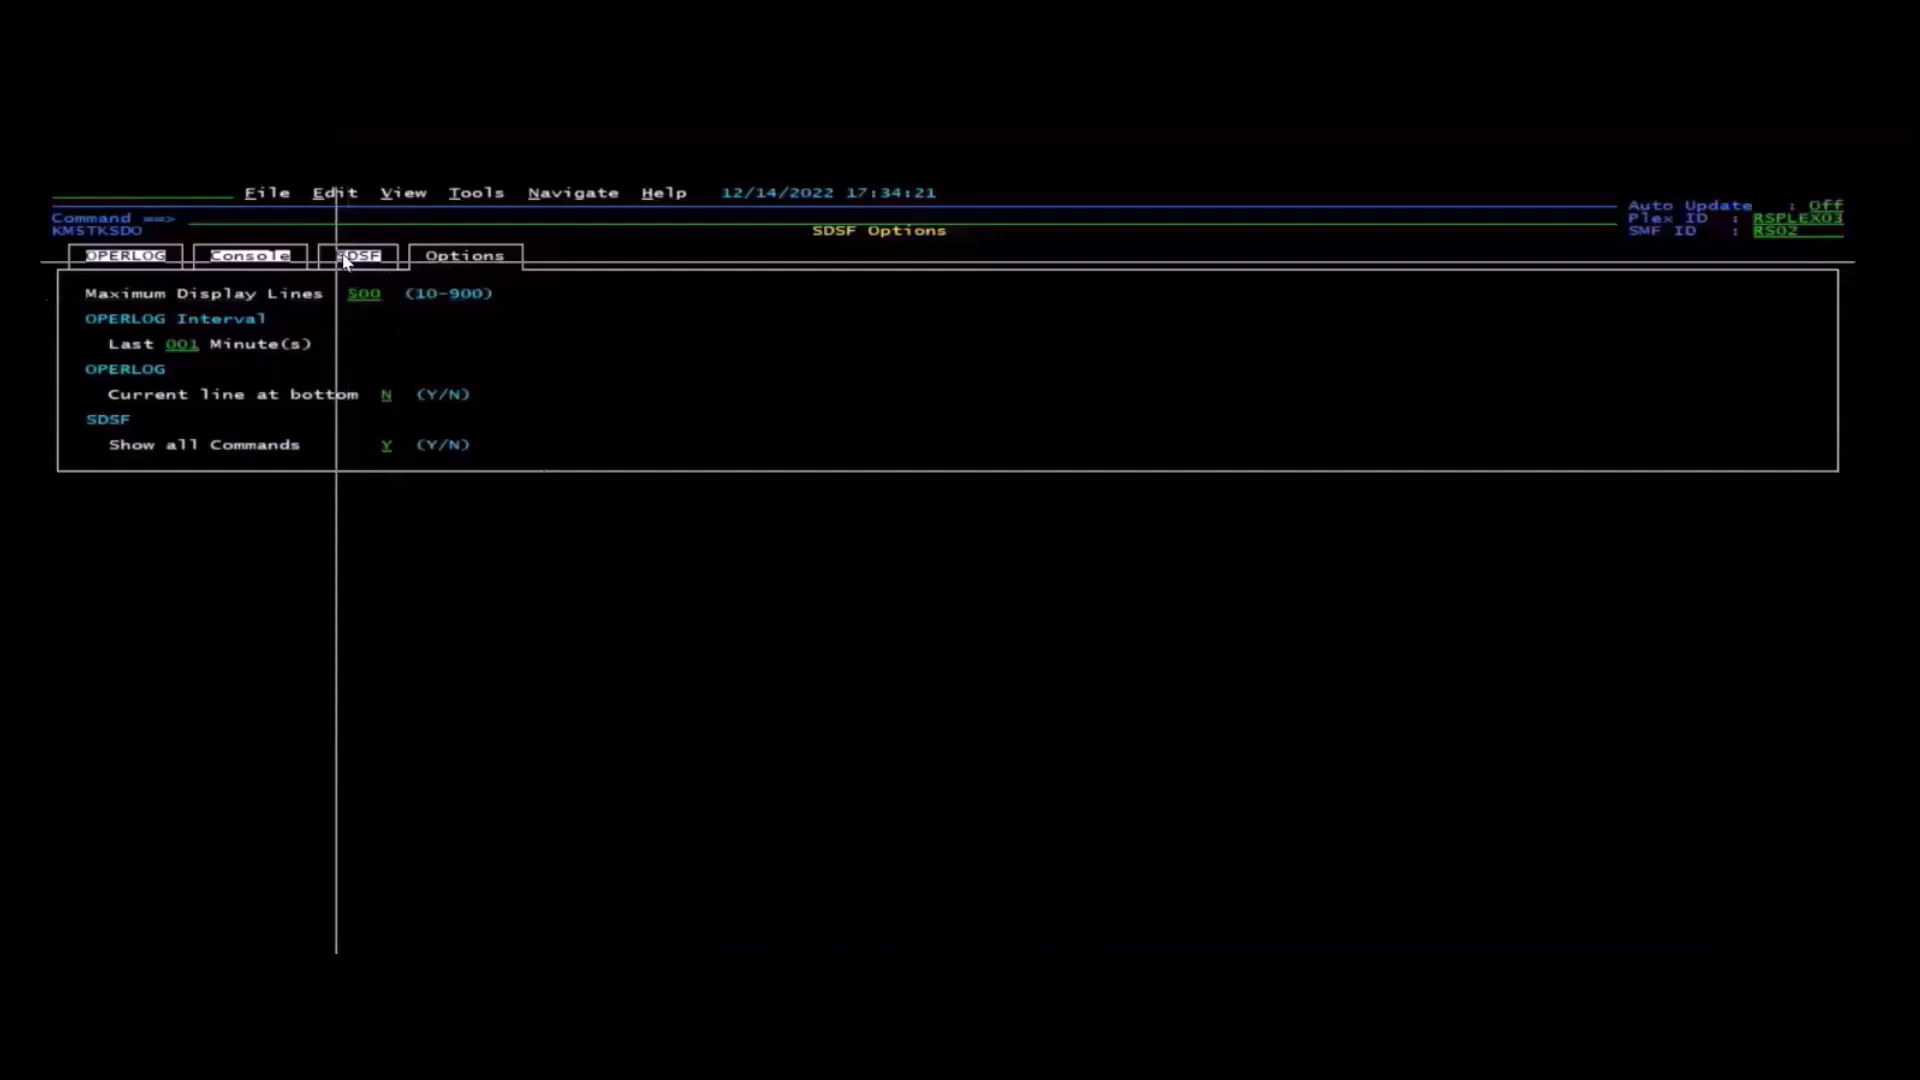 File Edit View Tools Navigate Help 12/14/2022 17:34:21
Auto Update : Off
Command ==>
Plex ID : RSPLEX03
KM5TKSDO SDSF Options
SMF ID : RS02
OPERLOG Console SDSF Options
Maximum Display Lines 500 (10-900)
OPERLOG Interval
Last 001 Minute(s)
OPERLOG
Current line at bottom N (Y/N)
SDSF
Show all Commands Y (Y/N)